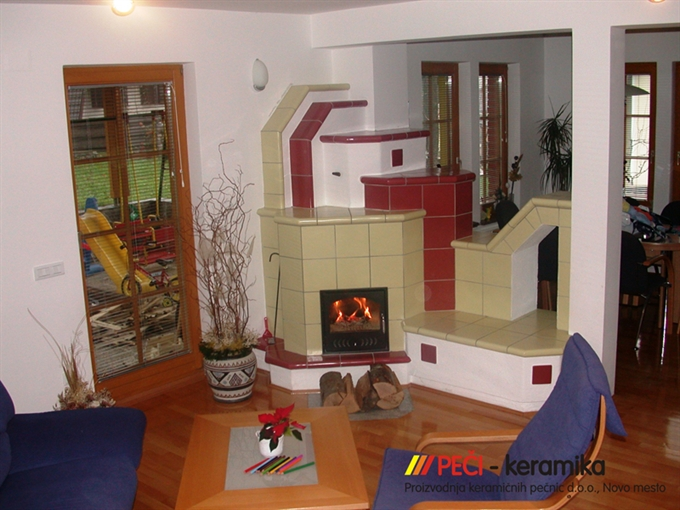 PEČI - keramika
Proizvodnja keramičnih pečnic d.o.o., Novo mesto